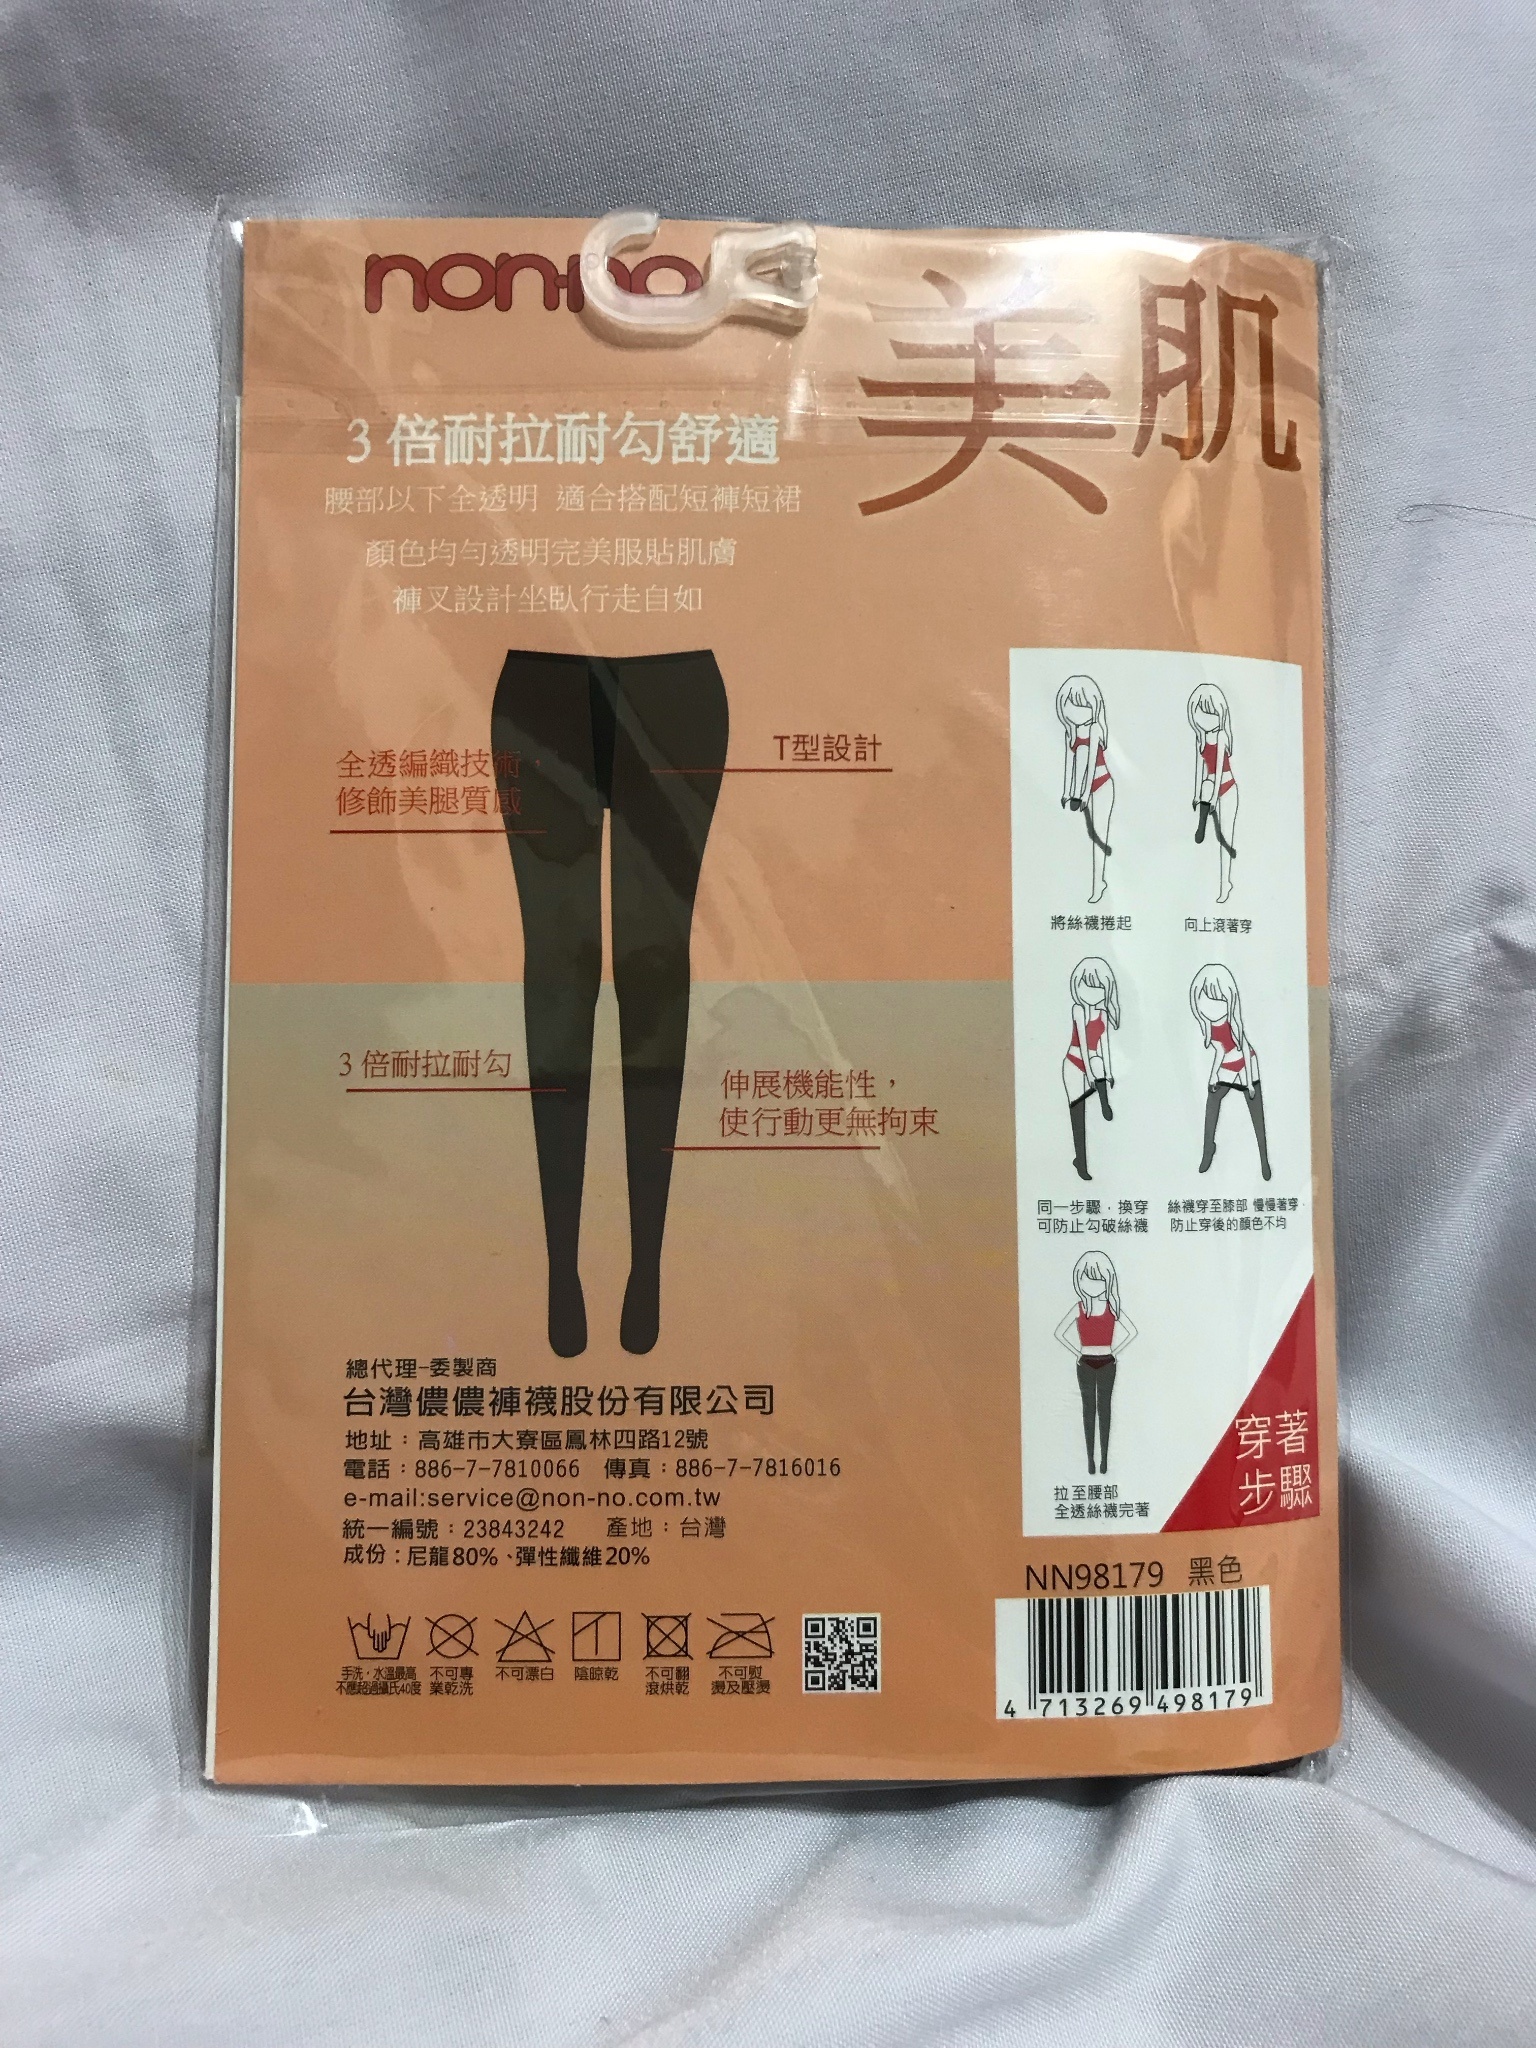 non-no
美肌
3 倍耐拉耐勾舒適
腰部以下全透明 適合搭配短褲短裙
顏色均勻透明完美服貼肌膚
褲叉設計坐臥行走自如
T型設計
全透編織技術，
修飾美腿質感
3 倍耐拉耐勾
伸展機能性，
使行動更無拘束
將絲襪捲起
向上滾著穿
同一步驟，換穿
可防止勾破絲襪
絲襪穿至膝部 慢慢著穿，
防止穿後的顏色不均
拉至腰部
全透絲襪完著
穿著
步驟
總代理-委製商
台灣儂儂褲襪股份有限公司
地址：高雄市大寮區鳳林四路12號
電話：886-7-7810066 傳真：886-7-7816016
e-mail:service@non-no.com.tw
統一編號：23843242 產地：台灣
成份：尼龍80%、彈性纖維20%
手洗，水溫最高
不應超過攝氏40度
不可專
業乾洗
不可漂白
陰晾乾
不可翻
滾烘乾
不可熨
燙及壓燙
NN98179 黑色
4 713269 498179